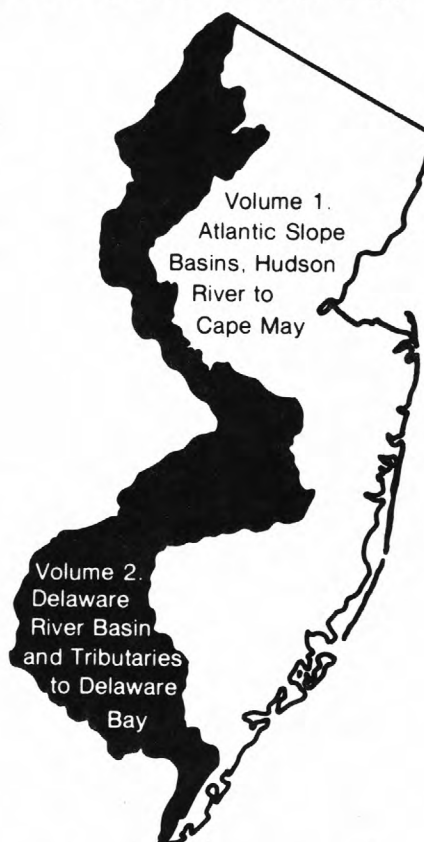 Volume 1.
Atlantic Slope
Basins, Hudson
River to
Cape May
Volume 2.
Delaware
River Basin
and Tributaries
to Delaware
Bay